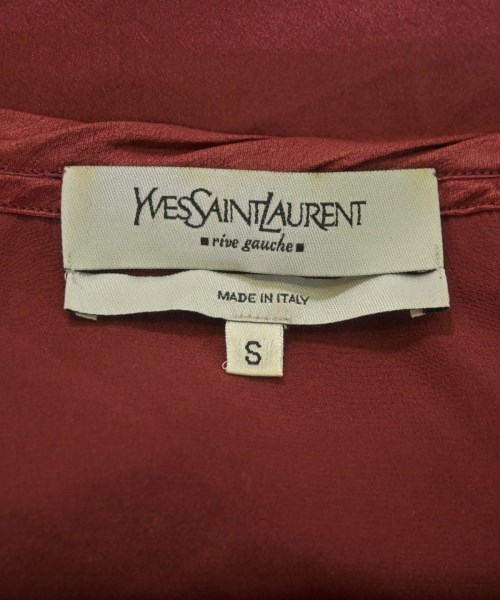 YVESSAINTLAURENT
rive gauche
MADE IN ITALY
S